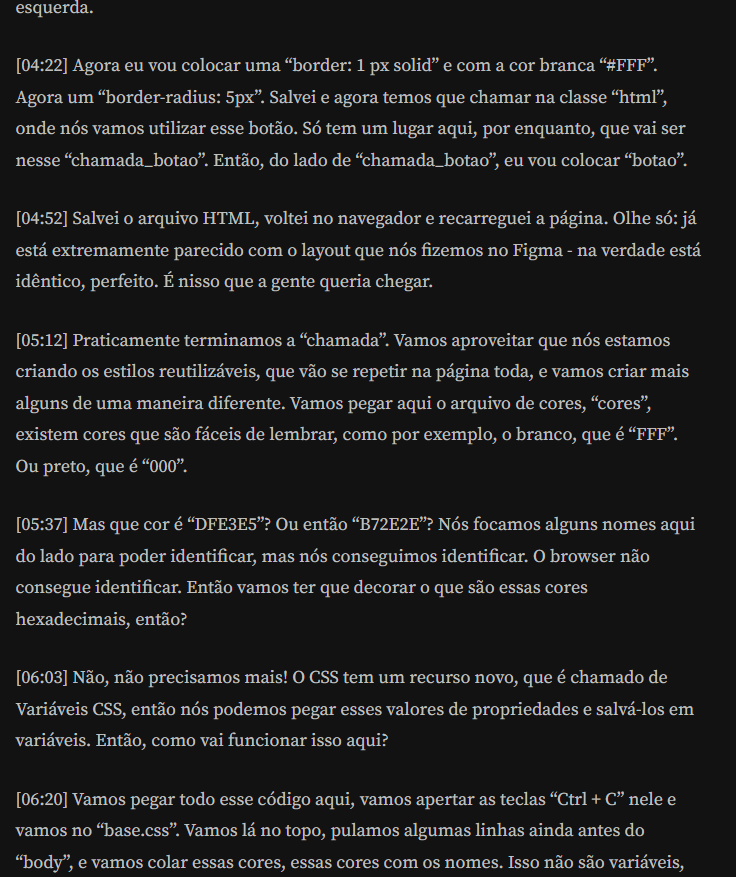 esquerda.
[04:22] Agora eu vou colocar uma “border: 1 px solid” e com a cor branca “#FFF”.
Agora um “border-radius: 5px”. Salvei e agora temos que chamar na classe “html”,
onde nós vamos utilizar esse botão. Só tem um lugar aqui, por enquanto, que vai ser
nesse “chamada_botao”. Então, do lado de “chamada_botao”, eu vou colocar “botao”.
[04:52] Salvei o arquivo HTML, voltei no navegador e recarreguei a página. Olhe só: já
está extremamente parecido com o layout que nós fizemos no Figma - na verdade está
idêntico, perfeito. É nisso que a gente queria chegar.
[05:12] Praticamente terminamos a “chamada”. Vamos aproveitar que nós estamos
criando os estilos reutilizáveis, que vão se repetir na página toda, e vamos criar mais
alguns de uma maneira diferente. Vamos pegar aqui o arquivo de cores, “cores”,
existem cores que são fáceis de lembrar, como por exemplo, o branco, que é “FFF”.
Ou preto, que é “000”.
[05:37] Mas que cor é “DFE3E5”? Ou então “B72E2E”? Nós focamos alguns nomes aqui
do lado para poder identificar, mas nós conseguimos identificar. O browser não
consegue identificar. Então vamos ter que decorar o que são essas cores
hexadecimais, então?
[06:03] Não, não precisamos mais! O CSS tem um recurso novo, que é chamado de
Variáveis CSS, então nós podemos pegar esses valores de propriedades e salvá-los em
variáveis. Então, como vai funcionar isso aqui?
[06:20] Vamos pegar todo esse código aqui, vamos apertar as teclas “Ctrl + C” nele e
vamos no “base.css”. Vamos lá no topo, pulamos algumas linhas ainda antes do
“body”, e vamos colar essas cores, essas cores com os nomes. Isso não são variáveis,